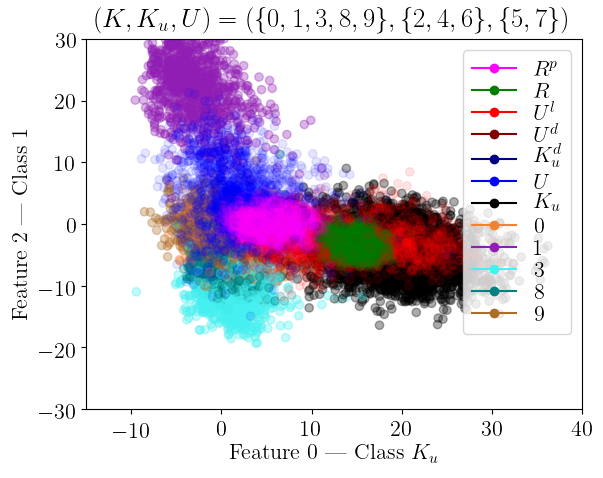 (K, K_u, U) = ({0, 1, 3, 8, 9}, {2, 4, 6}, {5, 7})
30
20
10
0
−10
−20
−30
Feature 2 — Class 1
R^p
R
U^l
U^d
K_u^d
U
K_u
0
1
3
8
9
−10
0
10
20
30
40
Feature 0 — Class K_u